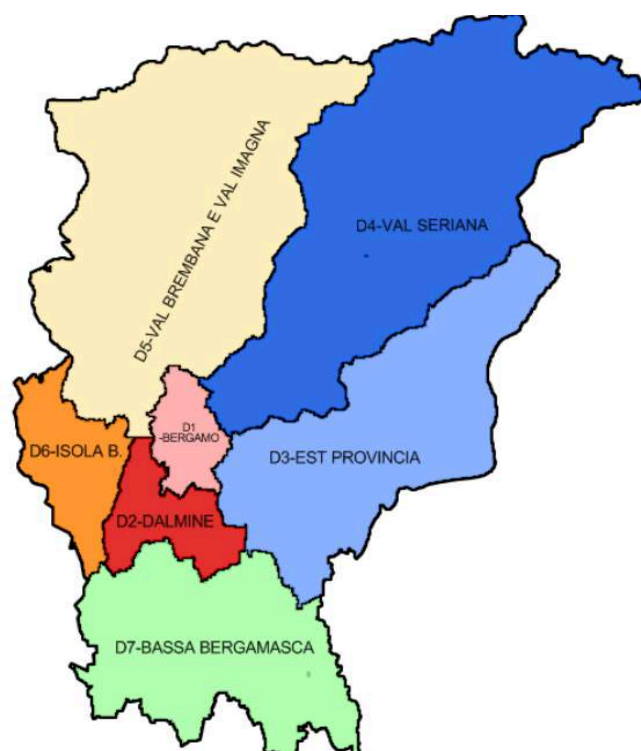 D5-VAL BREMBANA E VAL IMAGNA
D4-VAL SERIANA
D1
-BERGAMO
D6-ISOLA B.
D3-EST PROVINCIA
D2-DALMINE
D7-BASSA BERGAMASCA